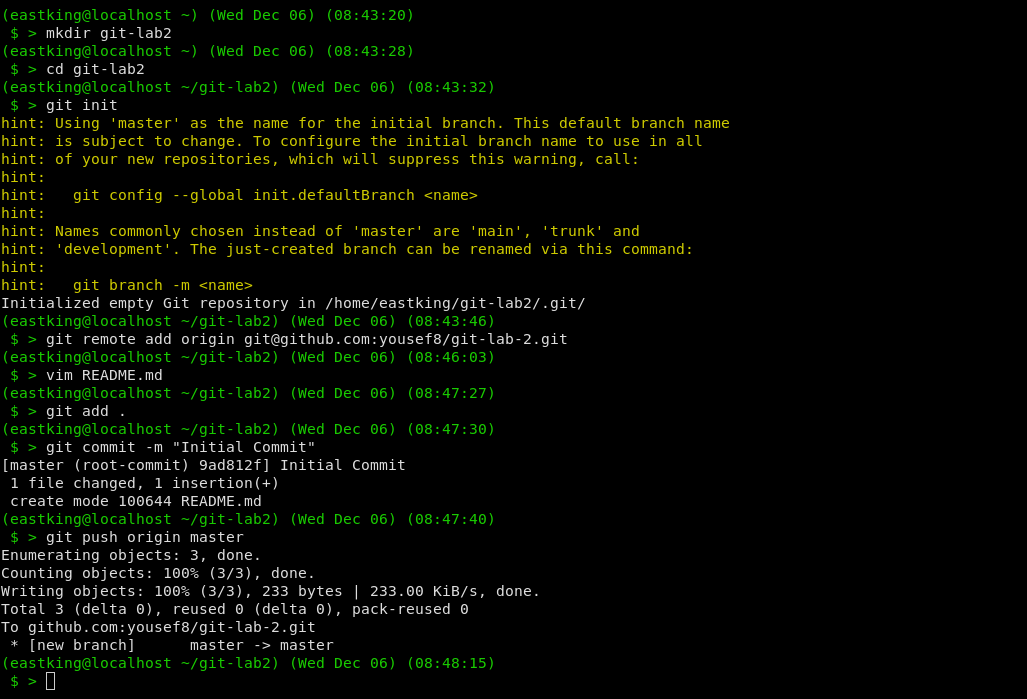 (eastking@localhost ~) (Wed Dec 06) (08:43:20)
 $ > mkdir git-lab2
(eastking@localhost ~) (Wed Dec 06) (08:43:28)
 $ > cd git-lab2
(eastking@localhost ~/git-lab2) (Wed Dec 06) (08:43:32)
 $ > git init
hint: Using 'master' as the name for the initial branch. This default branch name
hint: is subject to change. To configure the initial branch name to use in all
hint: of your new repositories, which will suppress this warning, call:
hint:
hint:   git config --global init.defaultBranch <name>
hint:
hint: Names commonly chosen instead of 'master' are 'main', 'trunk' and
hint: 'development'. The just-created branch can be renamed via this command:
hint:
hint:   git branch -m <name>
Initialized empty Git repository in /home/eastking/git-lab2/.git/
(eastking@localhost ~/git-lab2) (Wed Dec 06) (08:43:46)
 $ > git remote add origin git@github.com:yousef8/git-lab-2.git
(eastking@localhost ~/git-lab2) (Wed Dec 06) (08:46:03)
 $ > vim README.md
(eastking@localhost ~/git-lab2) (Wed Dec 06) (08:47:27)
 $ > git add .
(eastking@localhost ~/git-lab2) (Wed Dec 06) (08:47:30)
 $ > git commit -m "Initial Commit"
[master (root-commit) 9ad812f] Initial Commit
 1 file changed, 1 insertion(+)
 create mode 100644 README.md
(eastking@localhost ~/git-lab2) (Wed Dec 06) (08:47:40)
 $ > git push origin master
Enumerating objects: 3, done.
Counting objects: 100% (3/3), done.
Writing objects: 100% (3/3), 233 bytes | 233.00 KiB/s, done.
Total 3 (delta 0), reused 0 (delta 0), pack-reused 0
To github.com:yousef8/git-lab-2.git
 * [new branch]      master -> master
(eastking@localhost ~/git-lab2) (Wed Dec 06) (08:48:15)
 $ >